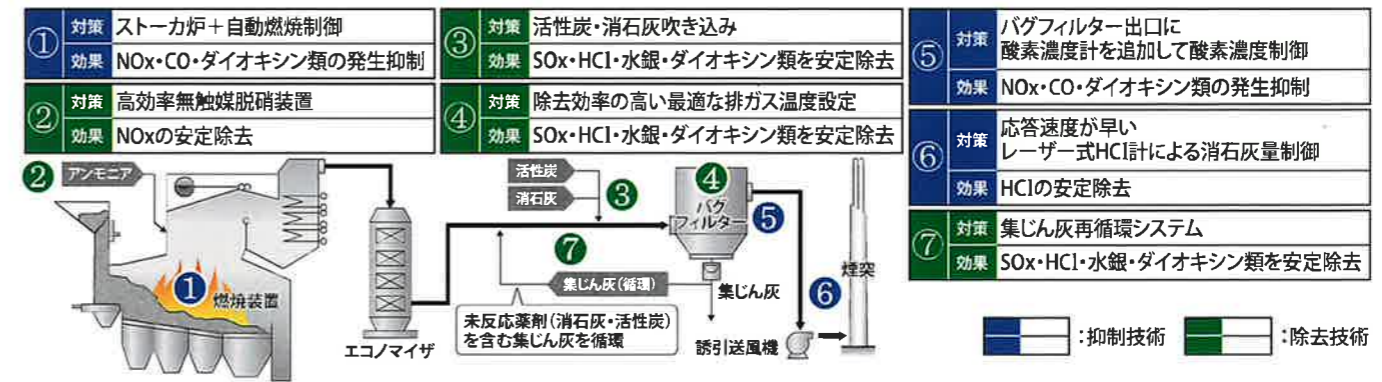 ① 対策 ストーカ炉＋自動燃焼制御
効果 NOx・CO・ダイオキシン類の発生抑制
② 対策 高効率無触媒脱硝装置
効果 NOxの安定除去
③ 対策 活性炭・消石灰吹き込み
効果 SOx・HCl・水銀・ダイオキシン類を安定除去
④ 対策 除去効率の高い最適な排ガス温度設定
効果 SOx・HCl・水銀・ダイオキシン類を安定除去
⑤ 対策 バグフィルター出口に
酸素濃度計を追加して酸素濃度制御
効果 NOx・CO・ダイオキシン類の発生抑制
⑥ 対策 応答速度が早い
レーザー式HCl計による消石灰量制御
効果 HClの安定除去
⑦ 対策 集じん灰再循環システム
効果 SOx・HCl・水銀・ダイオキシン類を安定除去
❷ アンモニア
❶ 燃焼装置
エコノマイザ
活性炭
消石灰
❸
❹
バグ
フィルター
❺
❼
集じん灰（循環）
集じん灰
未反応薬剤（消石灰・活性炭）
を含む集じん灰を循環
誘引送風機
❻
煙突
：抑制技術
：除去技術